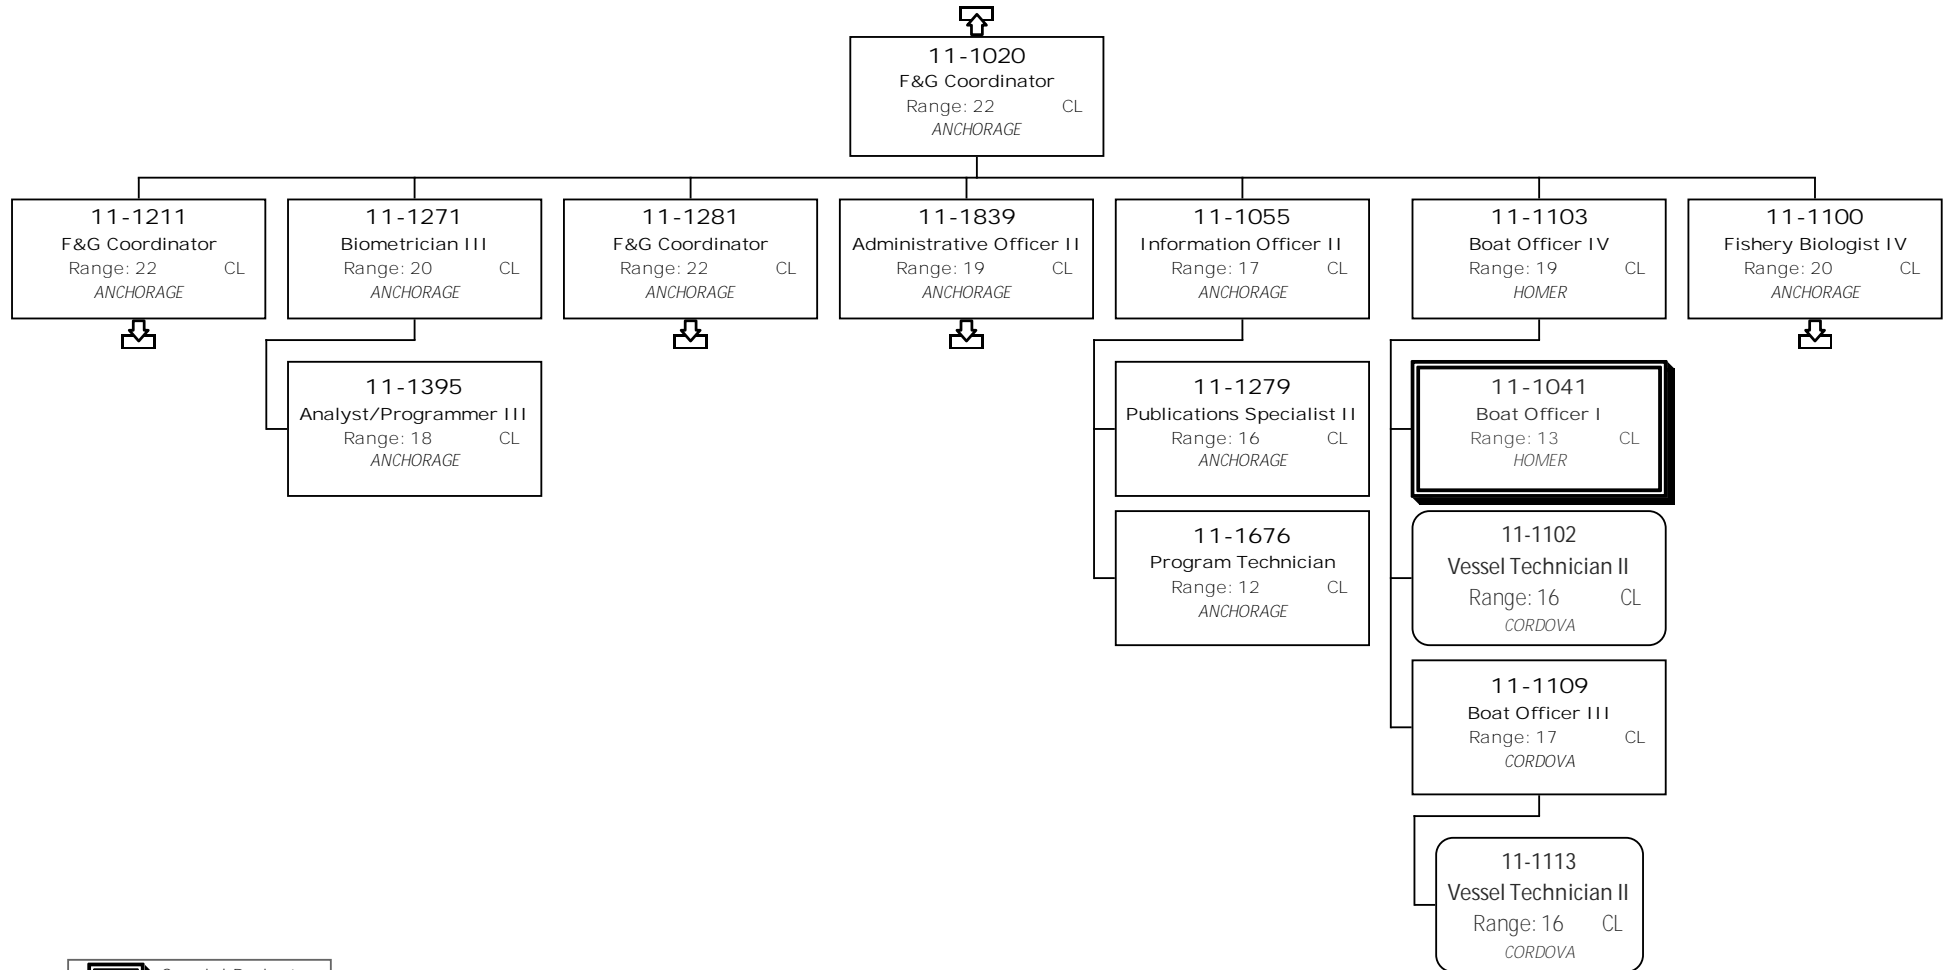 11-1020
F&G Coordinator
Range: 22 CL
ANCHORAGE
11-1211
F&G Coordinator
Range: 22 CL
ANCHORAGE
11-1271
Biometrician III
Range: 20 CL
ANCHORAGE
11-1281
F&G Coordinator
Range: 22 CL
ANCHORAGE
11-1839
Administrative Officer II
Range: 19 CL
ANCHORAGE
11-1055
Information Officer II
Range: 17 CL
ANCHORAGE
11-1103
Boat Officer IV
Range: 19 CL
HOMER
11-1100
Fishery Biologist IV
Range: 20 CL
ANCHORAGE
11-1395
Analyst/Programmer III
Range: 18 CL
ANCHORAGE
11-1279
Publications Specialist II
Range: 16 CL
ANCHORAGE
11-1041
Boat Officer I
Range: 13 CL
HOMER
11-1676
Program Technician
Range: 12 CL
ANCHORAGE
11-1102
Vessel Technician II
Range: 16 CL
CORDOVA
11-1109
Boat Officer III
Range: 17 CL
CORDOVA
11-1113
Vessel Technician II
Range: 16 CL
CORDOVA